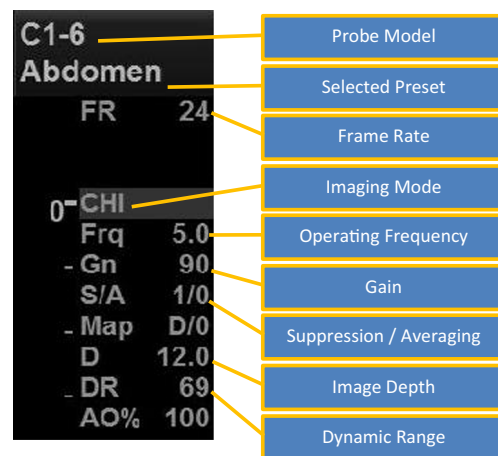 C1-6
Abdomen
FR 24
0
CHI
Frq 5.0
- Gn 90
S/A 1/0
- Map D/0
D 12.0
- DR 69
AO% 100
Probe Model
Selected Preset
Frame Rate
Imaging Mode
Operating Frequency
Gain
Suppression / Averaging
Image Depth
Dynamic Range